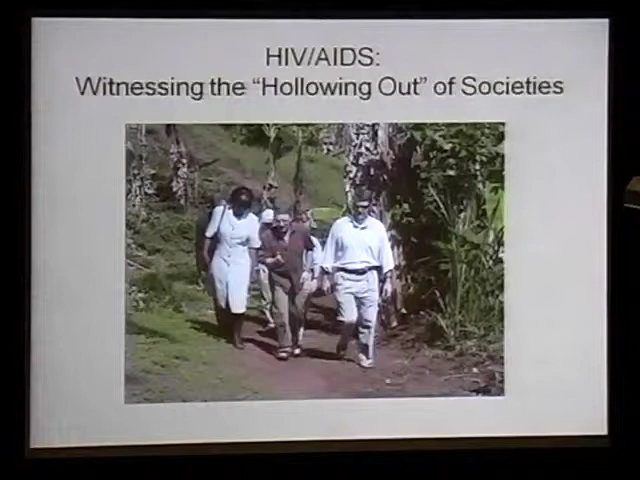 HIV/AIDS:
Witnessing the “Hollowing Out” of Societies